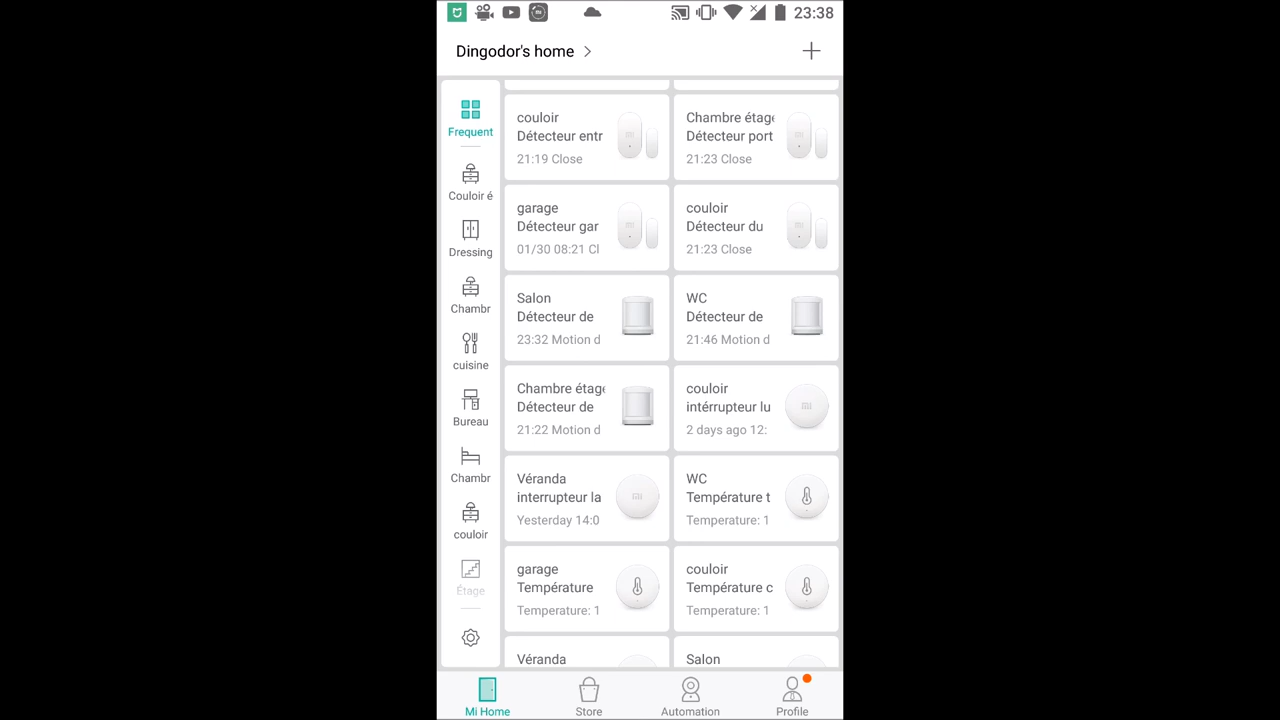 23:38
Dingodor's home
Frequent
Couloir é
Dressing
Chambr
cuisine
Bureau
Chambr
couloir
Étage
couloir
Détecteur entr
21:19 Close
Chambre étage
Détecteur port
21:23 Close
garage
Détecteur gar
01/30 08:21 Cl
couloir
Détecteur du
21:23 Close
Salon
Détecteur de
23:32 Motion d
WC
Détecteur de
21:46 Motion d
Chambre étage
Détecteur de
21:22 Motion d
couloir
intérrupteur lu
2 days ago 12:
Véranda
interrupteur la
Yesterday 14:0
WC
Température t
Temperature: 1
garage
Température
Temperature: 1
couloir
Température c
Temperature: 1
Véranda
Salon
Mi Home
Store
Automation
Profile